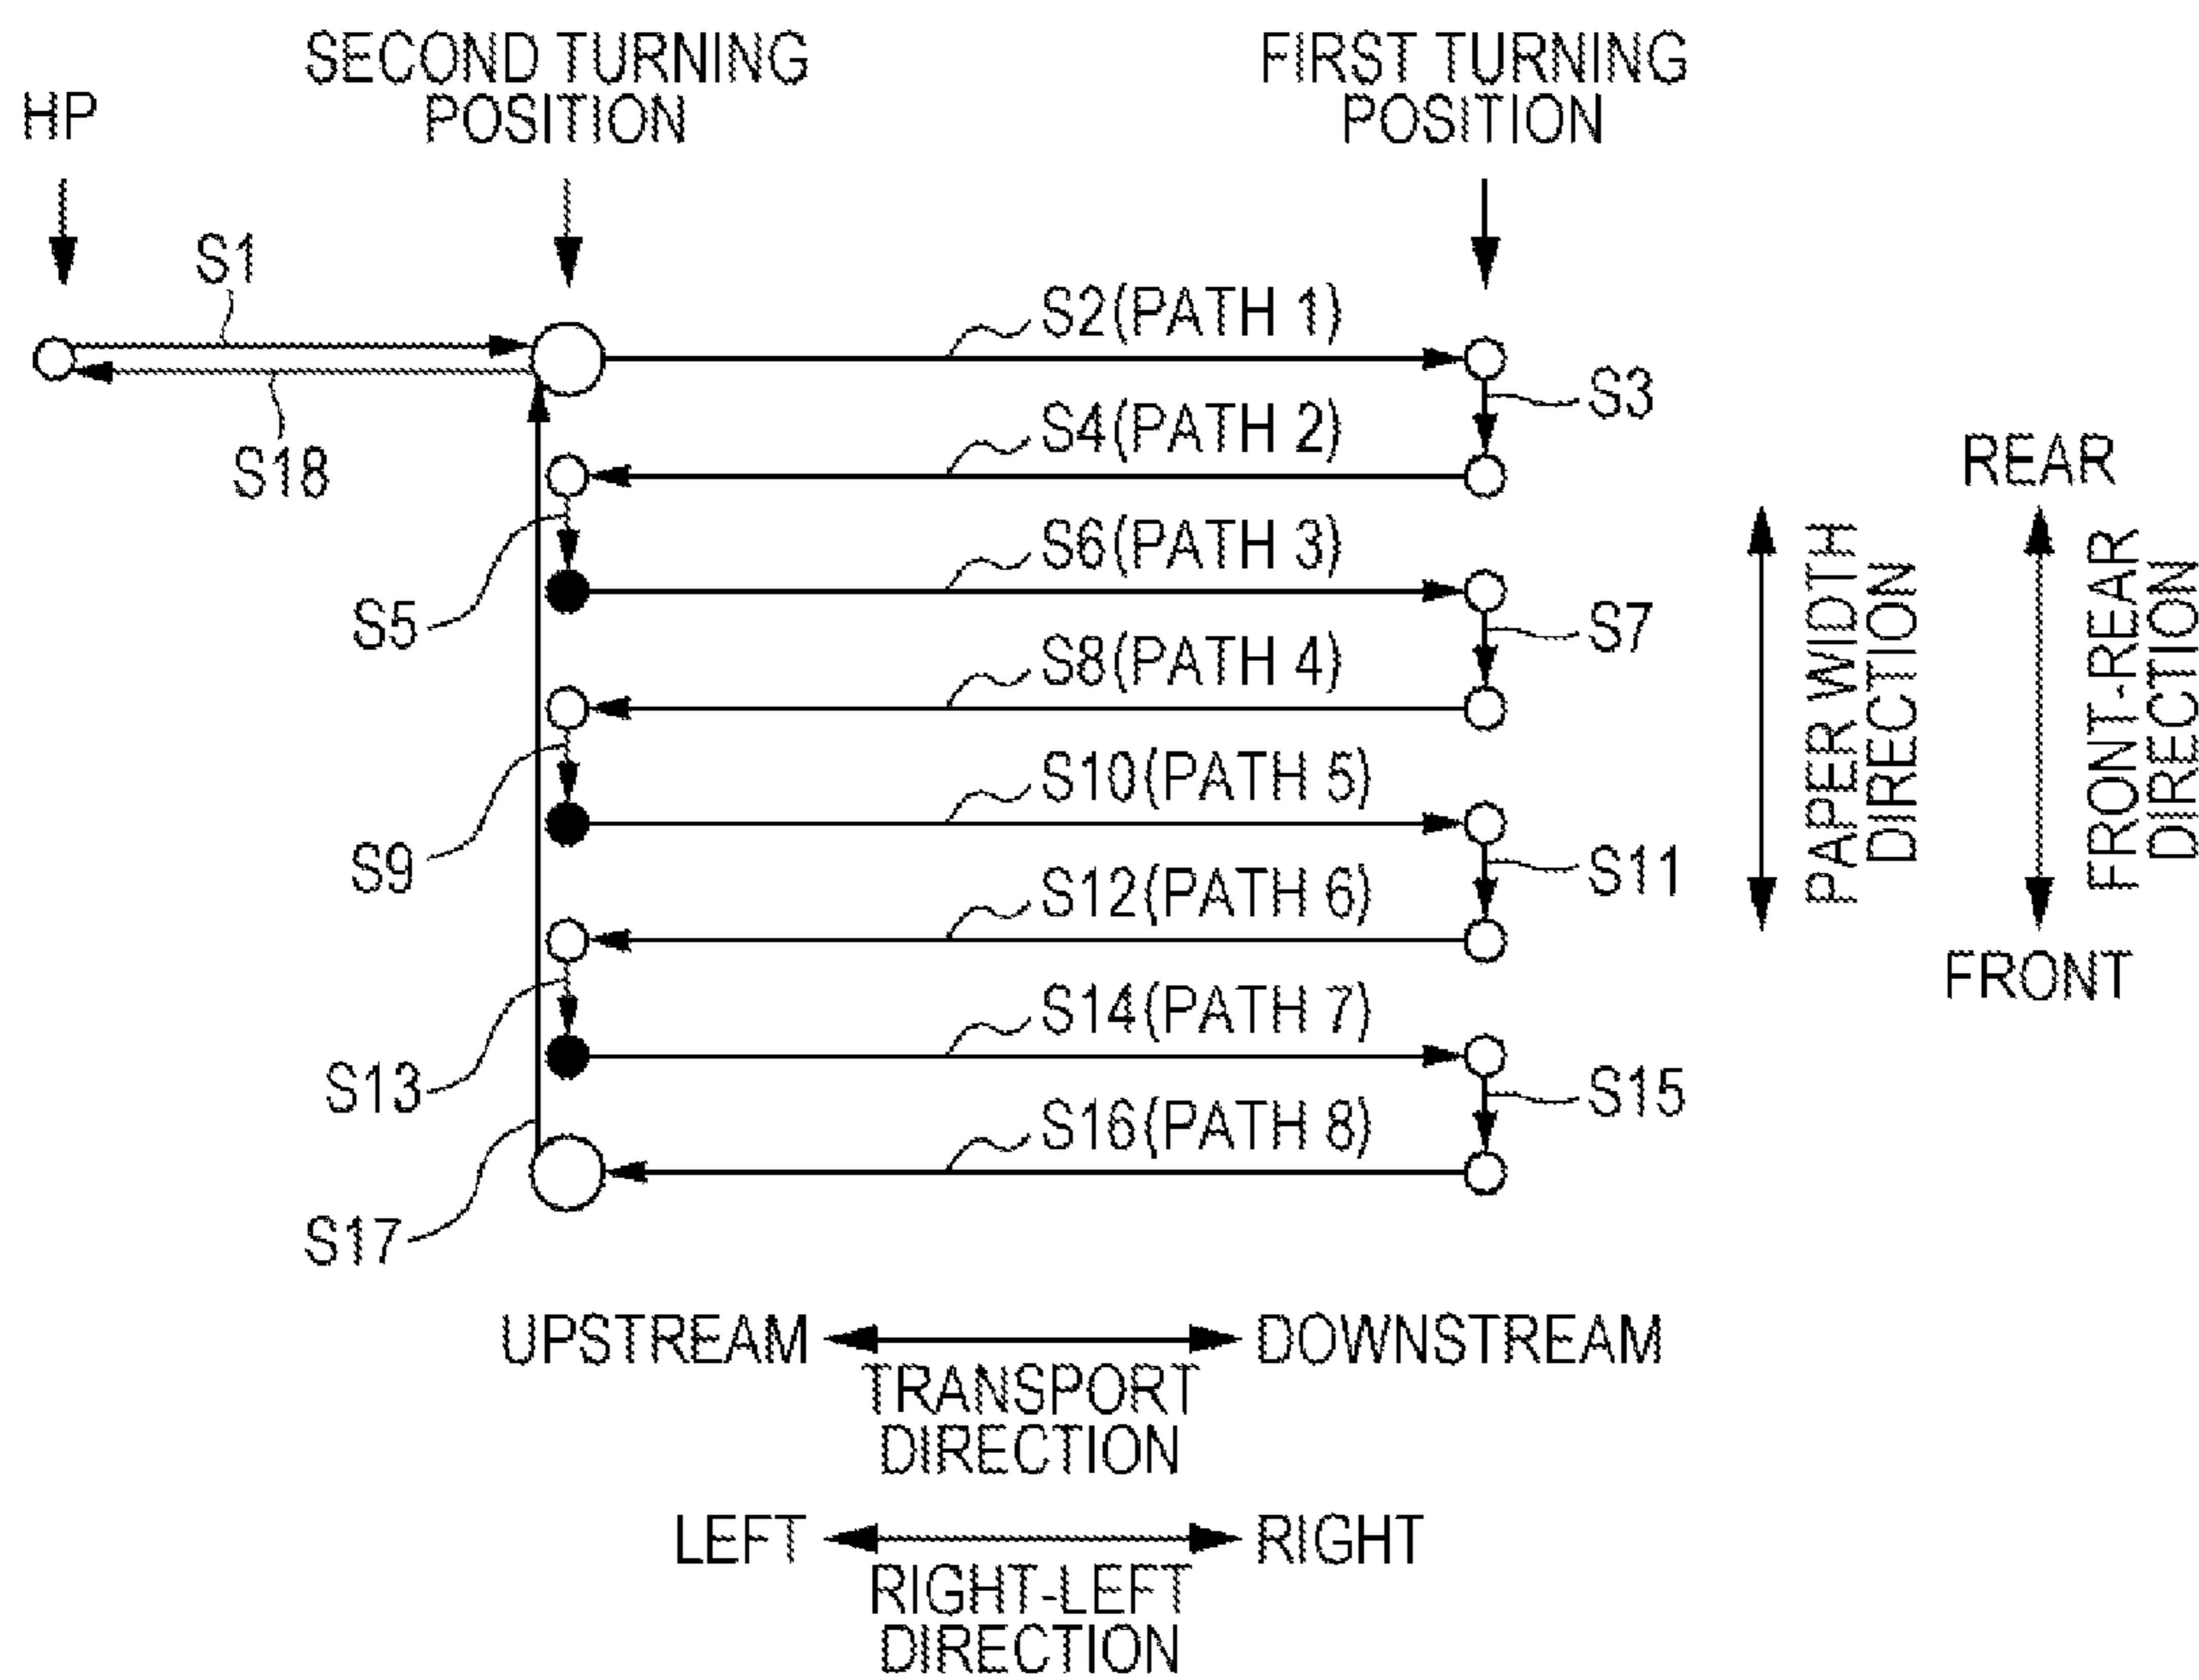 SECOND TURNING
POSITION
FIRST TURNING
POSITION
HP
S1
S2(PATH 1)
S3
S4(PATH 2)
S18
REAR
S5
S6(PATH 3)
S7
S8(PATH 4)
PAPER WIDTH
DIRECTION
FRONT-REAR
DIRECTION
S9
S10(PATH 5)
S11
S12(PATH 6)
FRONT
S13
S14(PATH 7)
S15
S16(PATH 8)
S17
UPSTREAM
DOWNSTREAM
TRANSPORT
DIRECTION
LEFT
RIGHT
RIGHT-LEFT
DIRECTION